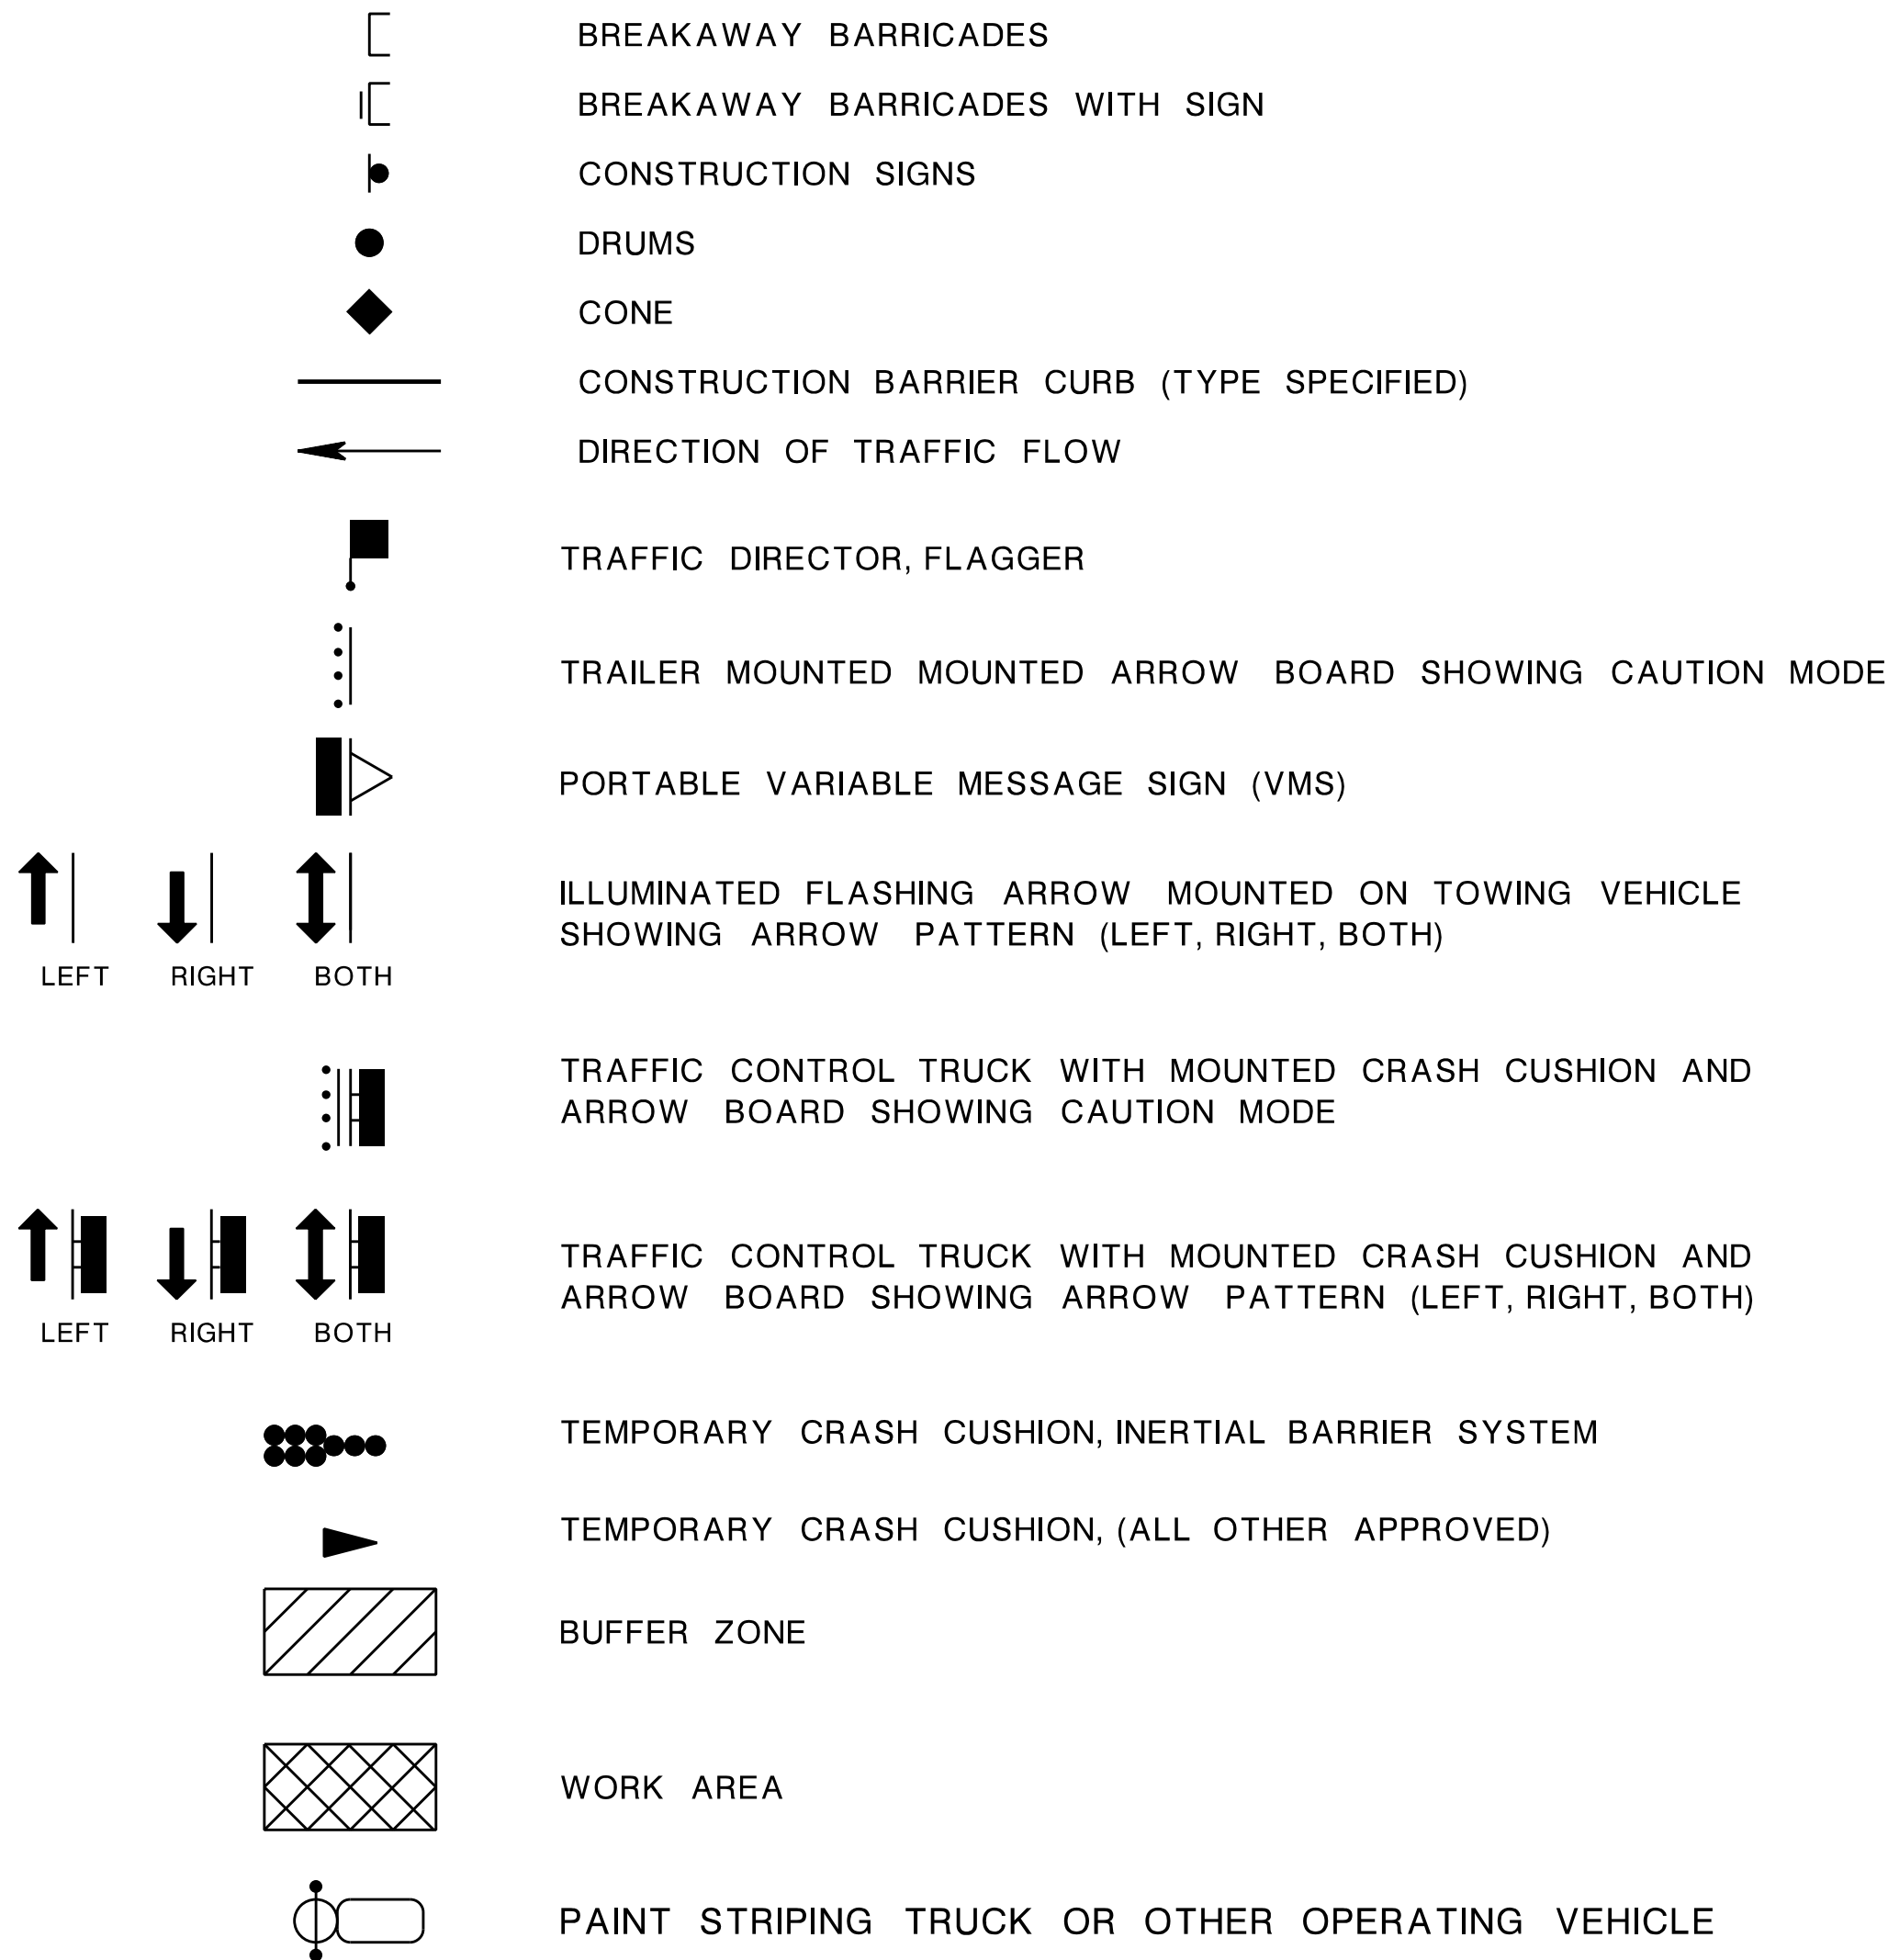 BREAKAWAY BARRICADES
BREAKAWAY BARRICADES WITH SIGN
CONSTRUCTION SIGNS
DRUMS
CONE
CONSTRUCTION BARRIER CURB (TYPE SPECIFIED)
DIRECTION OF TRAFFIC FLOW
TRAFFIC DIRECTOR, FLAGGER
TRAILER MOUNTED MOUNTED ARROW BOARD SHOWING CAUTION MODE
PORTABLE VARIABLE MESSAGE SIGN (VMS)
ILLUMINATED FLASHING ARROW MOUNTED ON TOWING VEHICLE
SHOWING ARROW PATTERN (LEFT, RIGHT, BOTH)
LEFT RIGHT BOTH
TRAFFIC CONTROL TRUCK WITH MOUNTED CRASH CUSHION AND
ARROW BOARD SHOWING CAUTION MODE
TRAFFIC CONTROL TRUCK WITH MOUNTED CRASH CUSHION AND
ARROW BOARD SHOWING ARROW PATTERN (LEFT, RIGHT, BOTH)
LEFT RIGHT BOTH
TEMPORARY CRASH CUSHION, INERTIAL BARRIER SYSTEM
TEMPORARY CRASH CUSHION, (ALL OTHER APPROVED)
BUFFER ZONE
WORK AREA
PAINT STRIPING TRUCK OR OTHER OPERATING VEHICLE